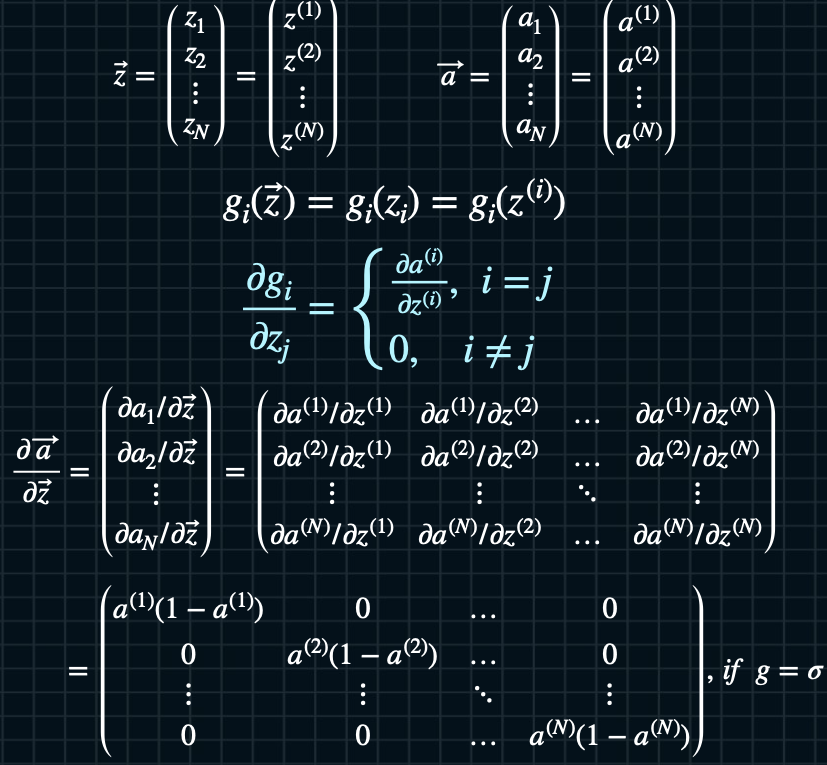 $\vec{z} = \begin{pmatrix} z_1 \\ z_2 \\ \vdots \\ z_N \end{pmatrix} = \begin{pmatrix} z^{(1)} \\ z^{(2)} \\ \vdots \\ z^{(N)} \end{pmatrix} \qquad \vec{a} = \begin{pmatrix} a_1 \\ a_2 \\ \vdots \\ a_N \end{pmatrix} = \begin{pmatrix} a^{(1)} \\ a^{(2)} \\ \vdots \\ a^{(N)} \end{pmatrix}$
$g_i(\vec{z}) = g_i(z_i) = g_i(z^{(i)})$
$\frac{\partial g_i}{\partial z_j} = \begin{cases} \frac{\partial a^{(i)}}{\partial z^{(i)}}, & i = j \\ 0, & i \neq j \end{cases}$
$\frac{\partial \vec{a}}{\partial \vec{z}} = \begin{pmatrix} \partial a_1/\partial \vec{z} \\ \partial a_2/\partial \vec{z} \\ \vdots \\ \partial a_N/\partial \vec{z} \end{pmatrix} = \begin{pmatrix} \partial a^{(1)}/\partial z^{(1)} & \partial a^{(1)}/\partial z^{(2)} & \dots & \partial a^{(1)}/\partial z^{(N)} \\ \partial a^{(2)}/\partial z^{(1)} & \partial a^{(2)}/\partial z^{(2)} & \dots & \partial a^{(2)}/\partial z^{(N)} \\ \vdots & \vdots & \ddots & \vdots \\ \partial a^{(N)}/\partial z^{(1)} & \partial a^{(N)}/\partial z^{(2)} & \dots & \partial a^{(N)}/\partial z^{(N)} \end{pmatrix}$
$= \begin{pmatrix} a^{(1)}(1 - a^{(1)}) & 0 & \dots & 0 \\ 0 & a^{(2)}(1 - a^{(2)}) & \dots & 0 \\ \vdots & \vdots & \ddots & \vdots \\ 0 & 0 & \dots & a^{(N)}(1 - a^{(N)}) \end{pmatrix}, \; if \;\; g = \sigma$